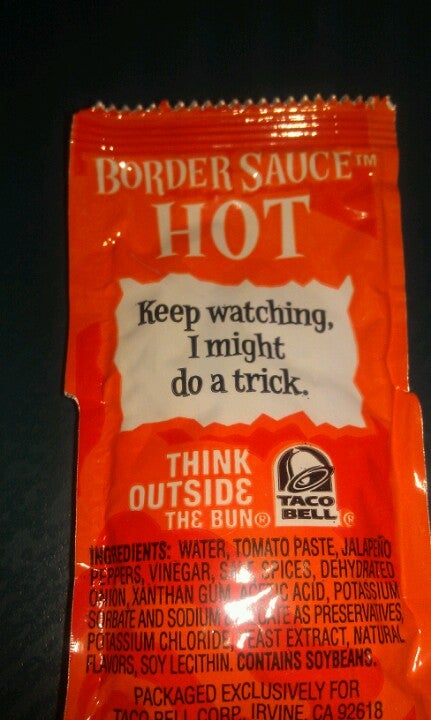 BORDER SAUCE™
HOT
Keep watching,
I might
do a trick.
THINK
OUTSIDE
THE BUN®
TACO
BELL®
INGREDIENTS: WATER, TOMATO PASTE, JALAPEÑO
PEPPERS, VINEGAR, SALT, SPICES, DEHYDRATED
ONION, XANTHAN GUM, ACETIC ACID, POTASSIUM
SORBATE AND SODIUM AS PRESERVATIVES,
POTASSIUM CHLORIDE, YEAST EXTRACT, NATURAL
FLAVORS, SOY LECITHIN. CONTAINS SOYBEANS.
PACKAGED EXCLUSIVELY FOR
TACO BELL CORP., IRVINE, CA 92618